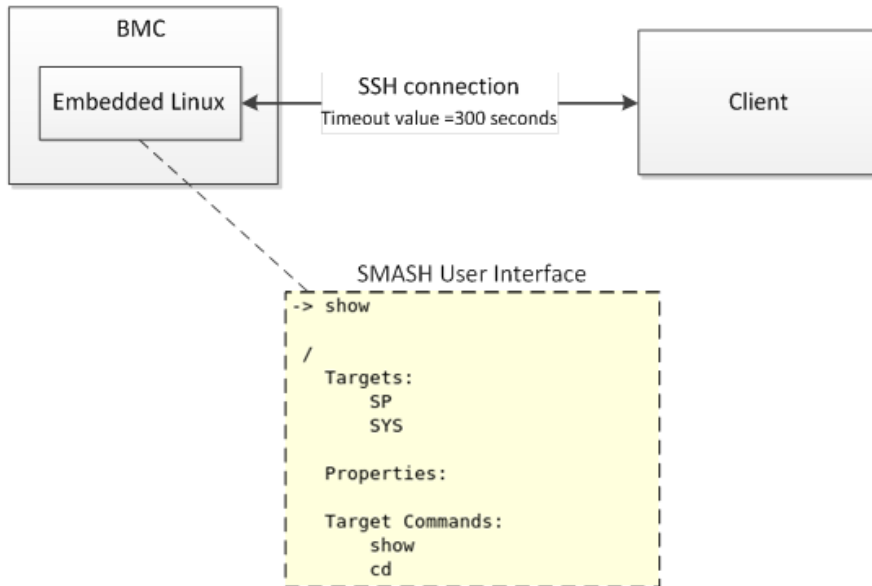 BMC
Embedded Linux
SSH connection
Timeout value =300 seconds
Client
SMASH User Interface
-> show
/
Targets:
SP
SYS
Properties:
Target Commands:
show
cd